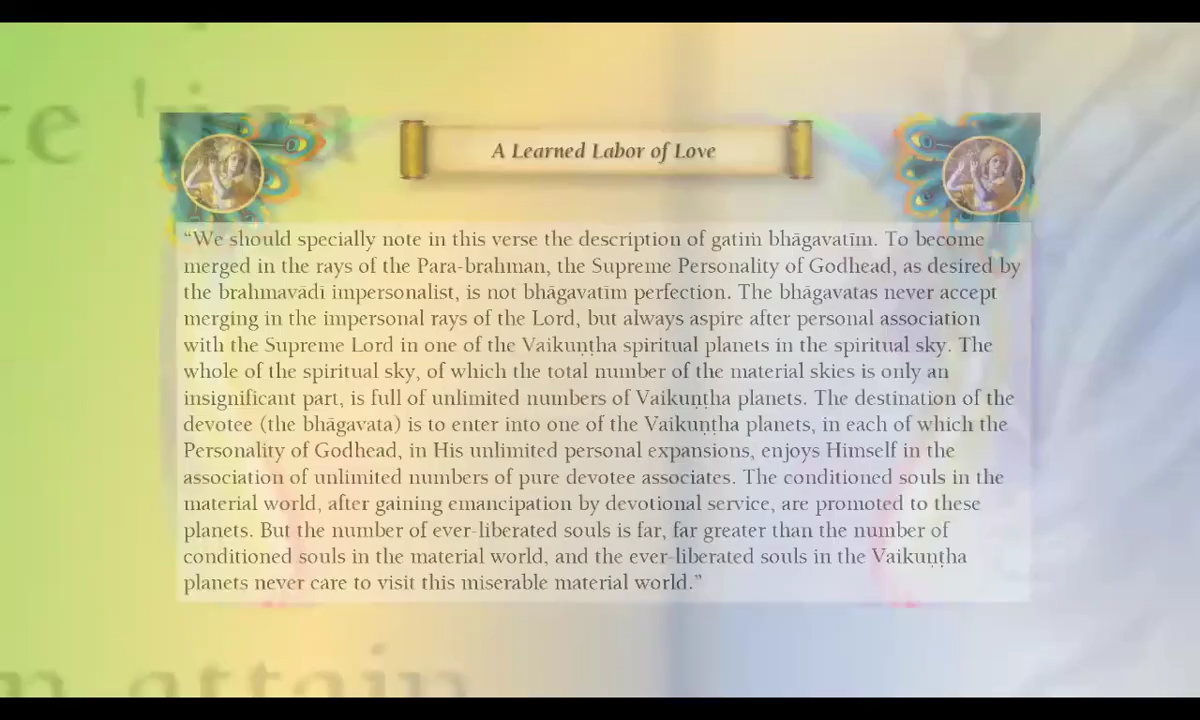 te 'ri ga
A Learned Labor of Love
“We should specially note in this verse the description of gatiṁ bhāgavatīm. To become
merged in the rays of the Para-brahman, the Supreme Personality of Godhead, as desired by
the brahmavādī impersonalist, is not bhāgavatīm perfection. The bhāgavatas never accept
merging in the impersonal rays of the Lord, but always aspire after personal association
with the Supreme Lord in one of the Vaikuṇṭha spiritual planets in the spiritual sky. The
whole of the spiritual sky, of which the total number of the material skies is only an
insignificant part, is full of unlimited numbers of Vaikuṇṭha planets. The destination of the
devotee (the bhāgavata) is to enter into one of the Vaikuṇṭha planets, in each of which the
Personality of Godhead, in His unlimited personal expansions, enjoys Himself in the
association of unlimited numbers of pure devotee associates. The conditioned souls in the
material world, after gaining emancipation by devotional service, are promoted to these
planets. But the number of ever-liberated souls is far, far greater than the number of
conditioned souls in the material world, and the ever-liberated souls in the Vaikuṇṭha
planets never care to visit this miserable material world.”
attain